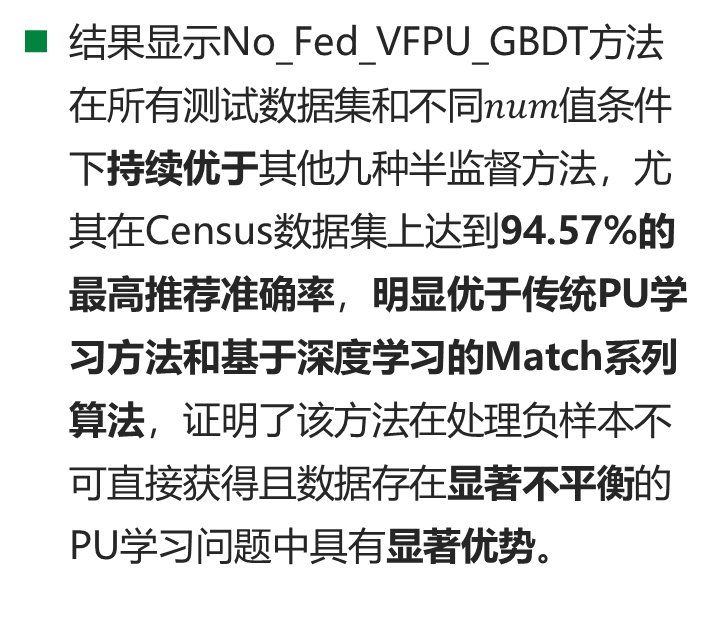 结果显示No_Fed_VFPU_GBDT方法
在所有测试数据集和不同num值条件
下持续优于其他九种半监督方法，尤
其在Census数据集上达到94.57%的
最高推荐准确率，明显优于传统PU学
习方法和基于深度学习的Match系列
算法，证明了该方法在处理负样本不
可直接获得且数据存在显著不平衡的
PU学习问题中具有显著优势。